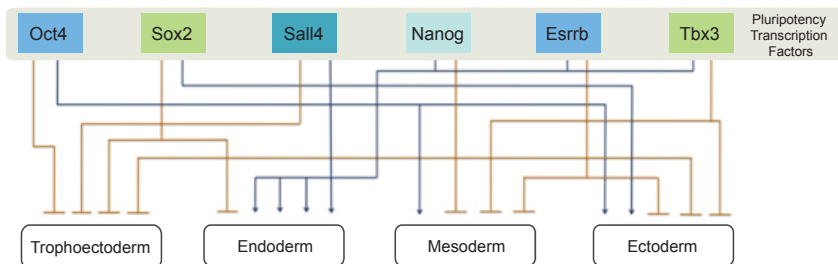 Oct4 Sox2 Sall4 Nanog Esrrb Tbx3
Pluripotency
Transcription
Factors
Trophoectoderm Endoderm Mesoderm Ectoderm